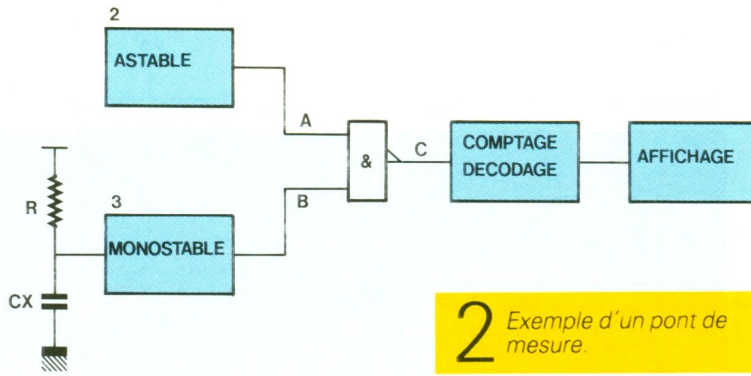 2
ASTABLE
A
&
C
COMPTAGE
DECODAGE
AFFICHAGE
R
3
B
MONOSTABLE
CX
2 Exemple d'un pont de
mesure.